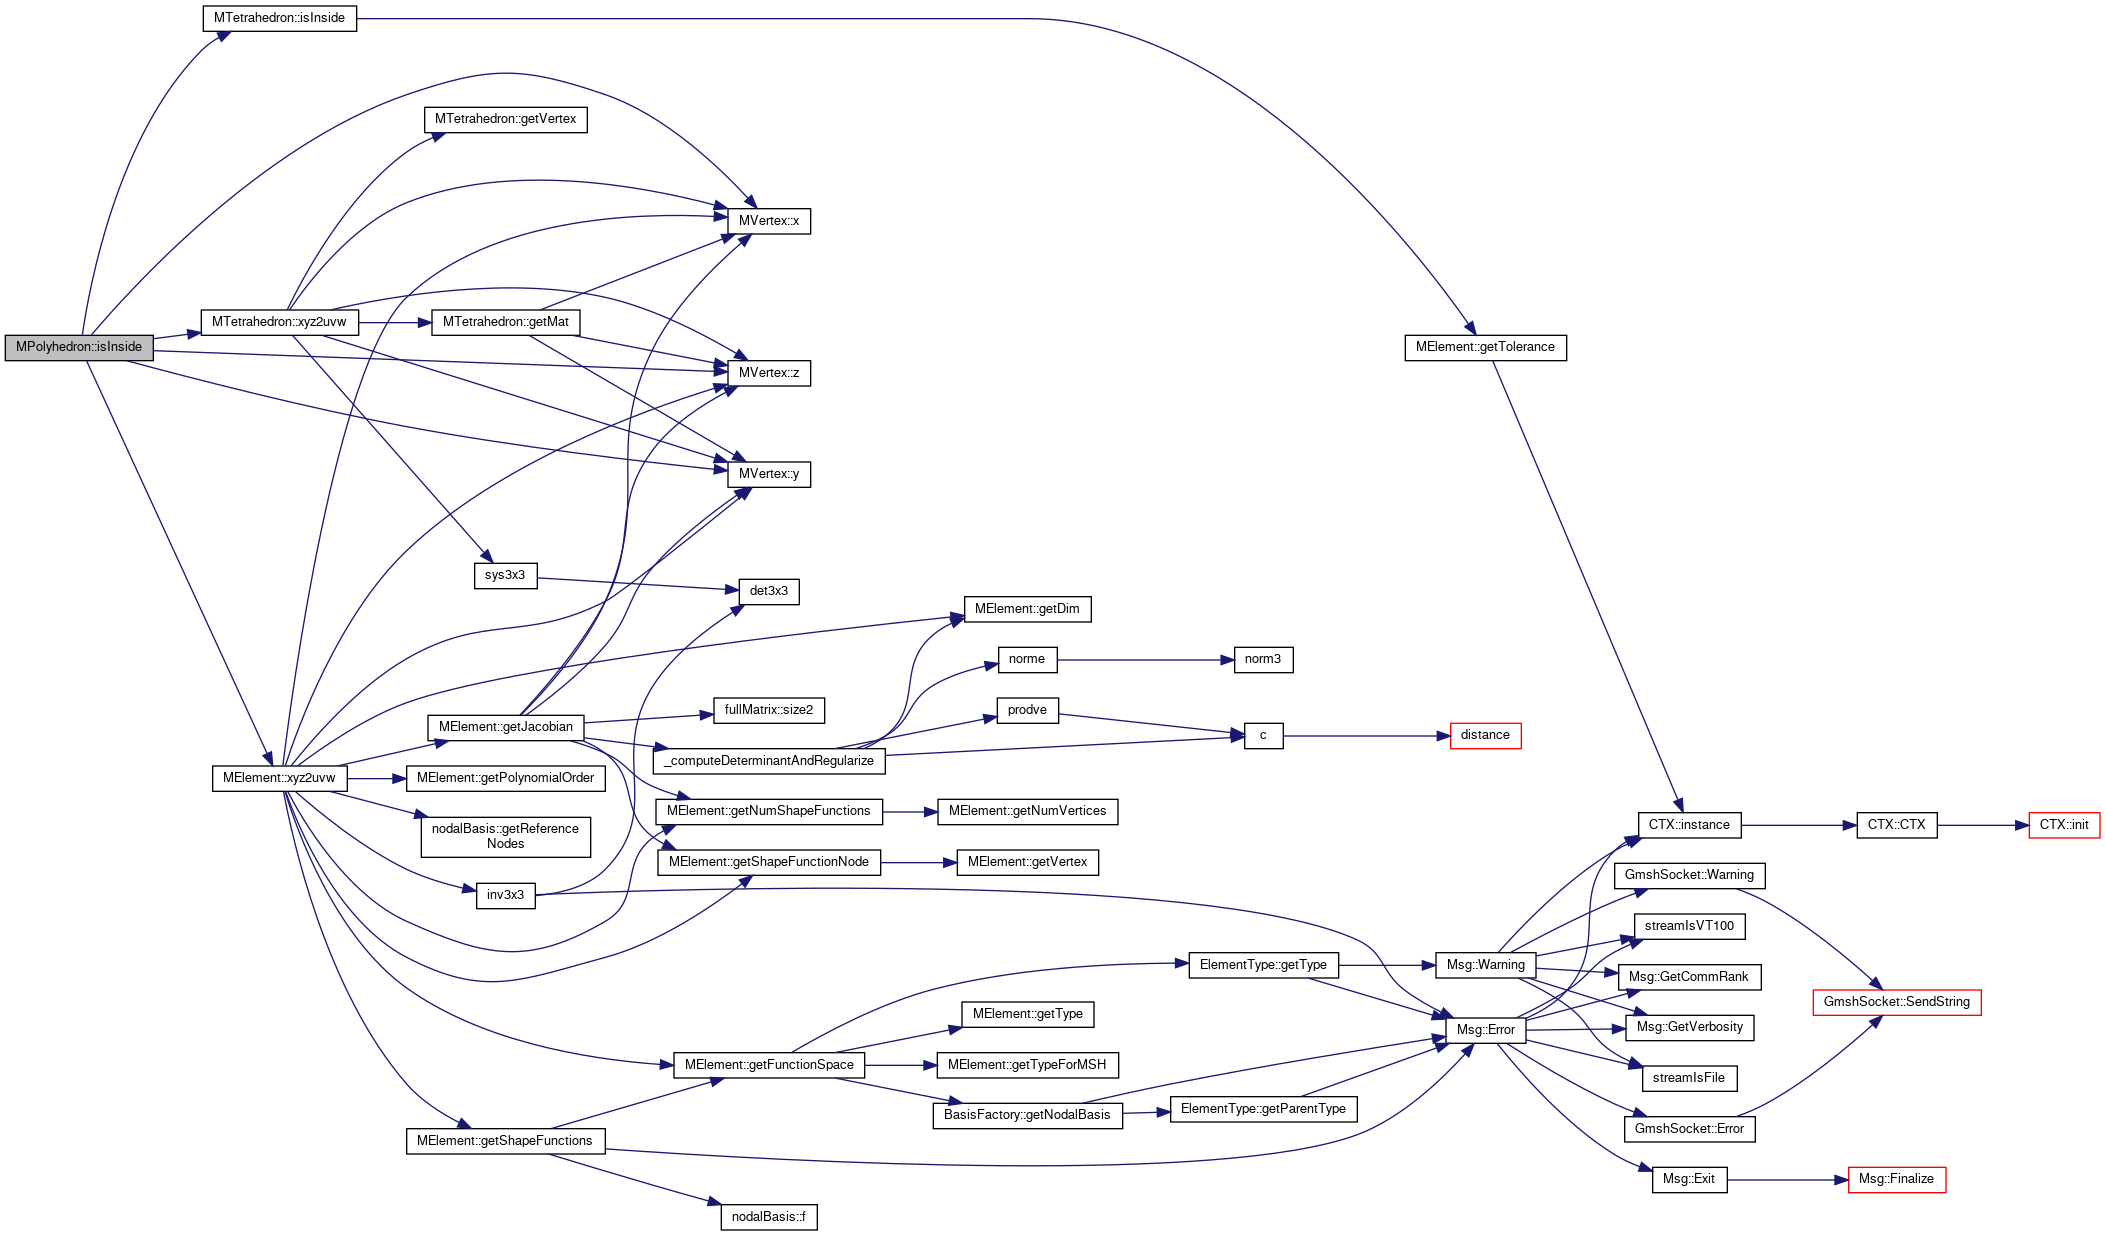 MTetrahedron::isInside
MTetrahedron::getVertex
MVertex::x
MTetrahedron::xyz2uvw
MTetrahedron::getMat
MPolyhedron::isInside
MElement::getTolerance
MVertex::z
MVertex::y
sys3x3
det3x3
MElement::getDim
norme
norm3
fullMatrix::size2
prodve
MElement::getJacobian
c
distance
_computeDeterminantAndRegularize
MElement::xyz2uvw
MElement::getPolynomialOrder
MElement::getNumShapeFunctions
MElement::getNumVertices
nodalBasis::getReference
Nodes
CTX::instance
CTX::CTX
CTX::init
MElement::getShapeFunctionNode
MElement::getVertex
GmshSocket::Warning
inv3x3
streamIsVT100
ElementType::getType
Msg::Warning
Msg::GetCommRank
GmshSocket::SendString
MElement::getType
Msg::Error
Msg::GetVerbosity
MElement::getFunctionSpace
MElement::getTypeForMSH
streamIsFile
BasisFactory::getNodalBasis
ElementType::getParentType
GmshSocket::Error
MElement::getShapeFunctions
Msg::Exit
Msg::Finalize
nodalBasis::f